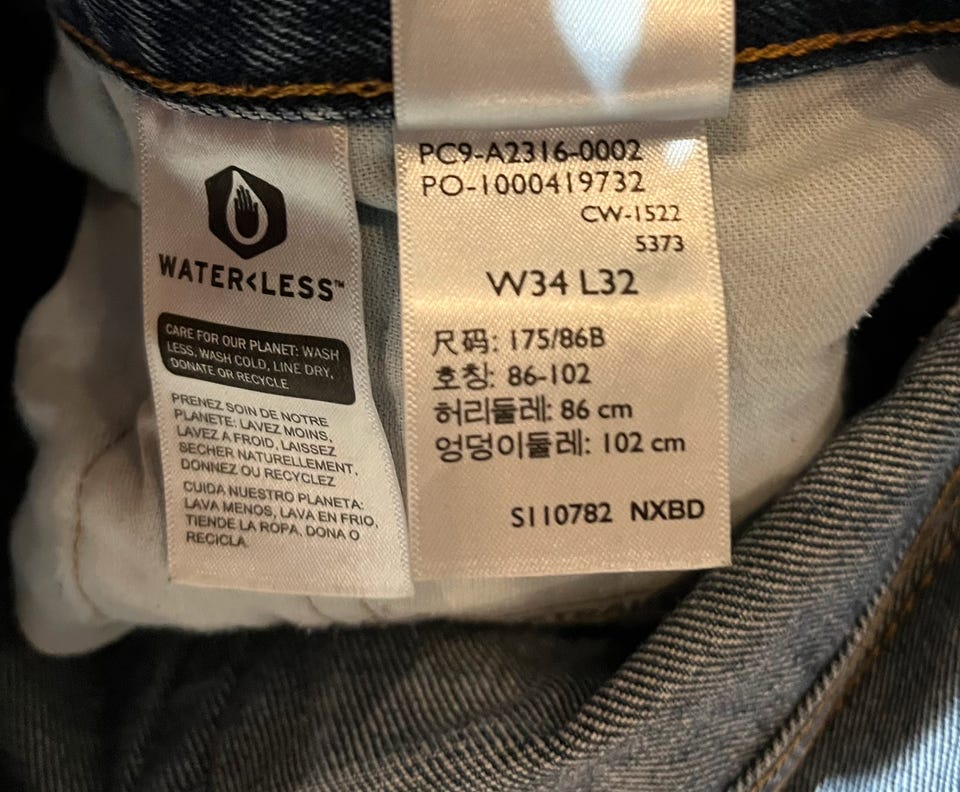 WATER<LESS™
CARE FOR OUR PLANET: WASH
LESS, WASH COLD, LINE DRY,
DONATE OR RECYCLE.
PRENEZ SOIN DE NOTRE
PLANETE: LAVEZ MOINS,
LAVEZ A FROID, LAISSEZ
SECHER NATURELLEMENT,
DONNEZ OU RECYCLEZ
CUIDA NUESTRO PLANETA:
LAVA MENOS, LAVA EN FRIO,
TIENDE LA ROPA, DONA O
RECICLA.
PC9-A2316-0002
PO-1000419732
CW-1522
5373
W34 L32
尺码: 175/86B
호칭: 86-102
허리둘레: 86 cm
엉덩이둘레: 102 cm
S110782 NXBD